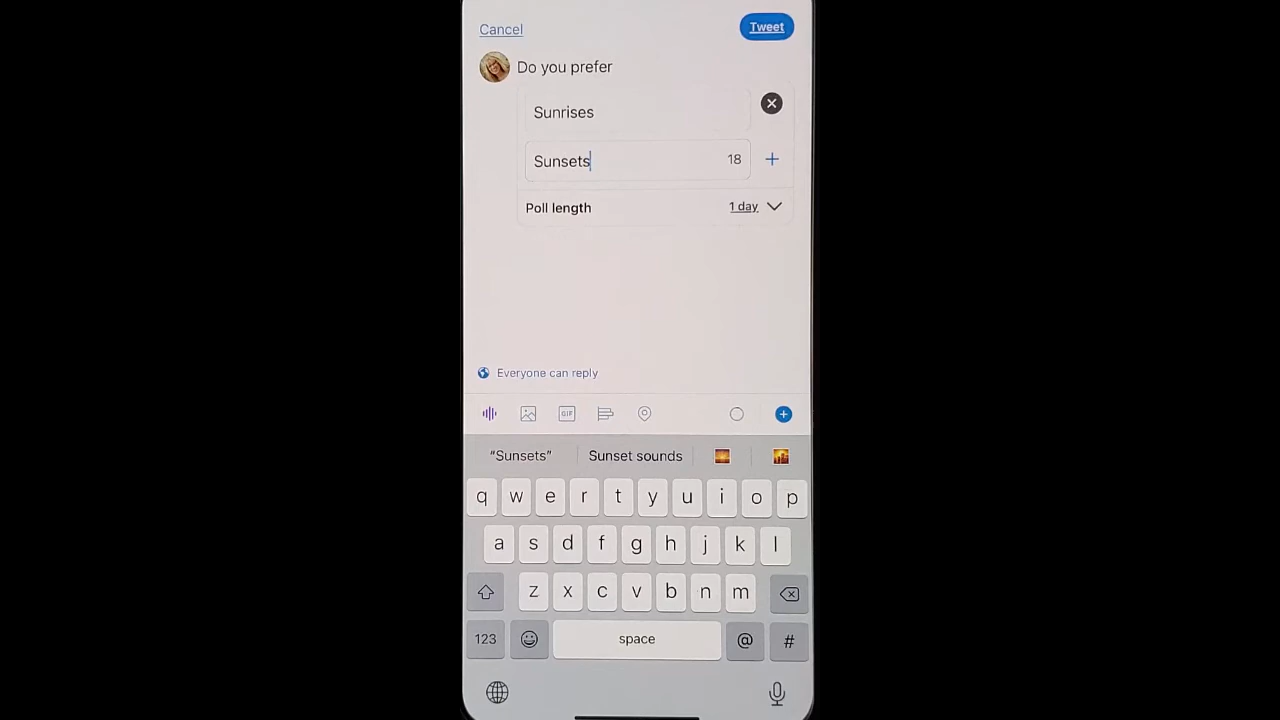 Cancel
Tweet
Do you prefer
Sunrises
Sunsets 18 +
Poll length 1 day
Everyone can reply
GIF
“Sunsets” Sunset sounds
q w e r t y u i o p
a s d f g h j k l
z x c v b n m
123 space @ #